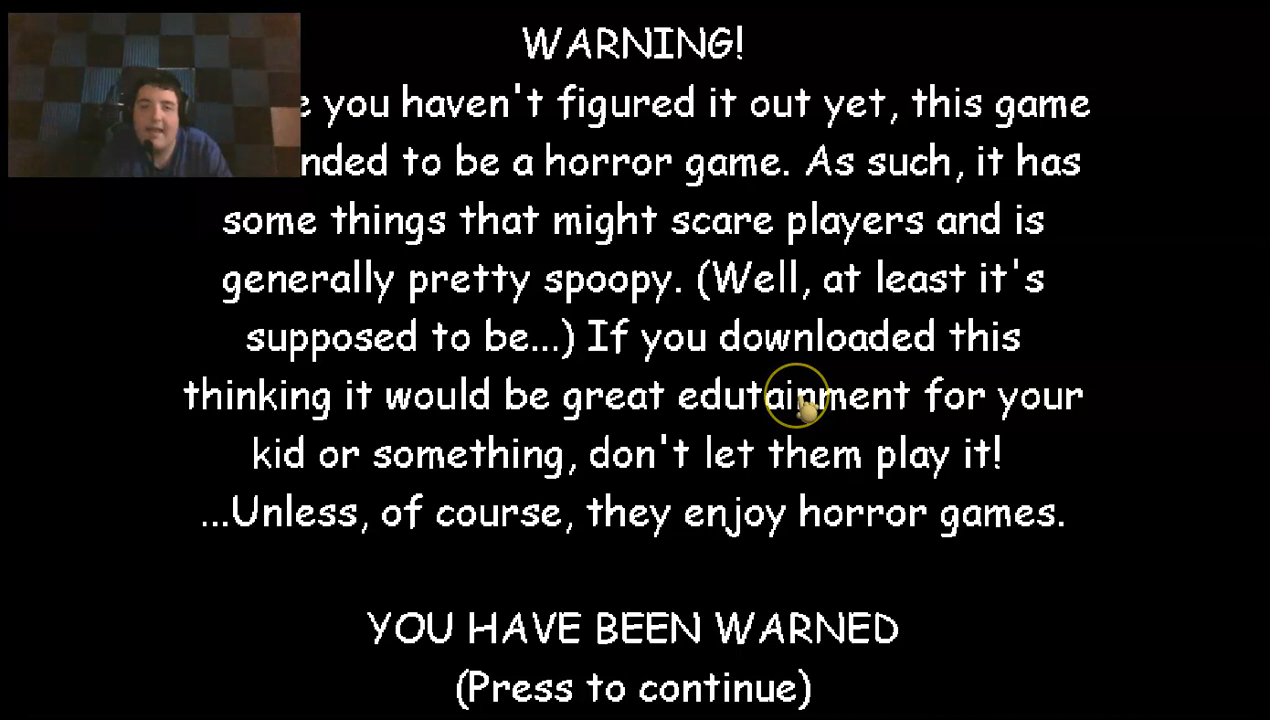 WARNING!
you haven't figured it out yet, this game
nded to be a horror game. As such, it has
some things that might scare players and is
generally pretty spoopy. (Well, at least it's
supposed to be...) If you downloaded this
thinking it would be great edutainment for your
kid or something, don't let them play it!
...Unless, of course, they enjoy horror games.
YOU HAVE BEEN WARNED
(Press to continue)